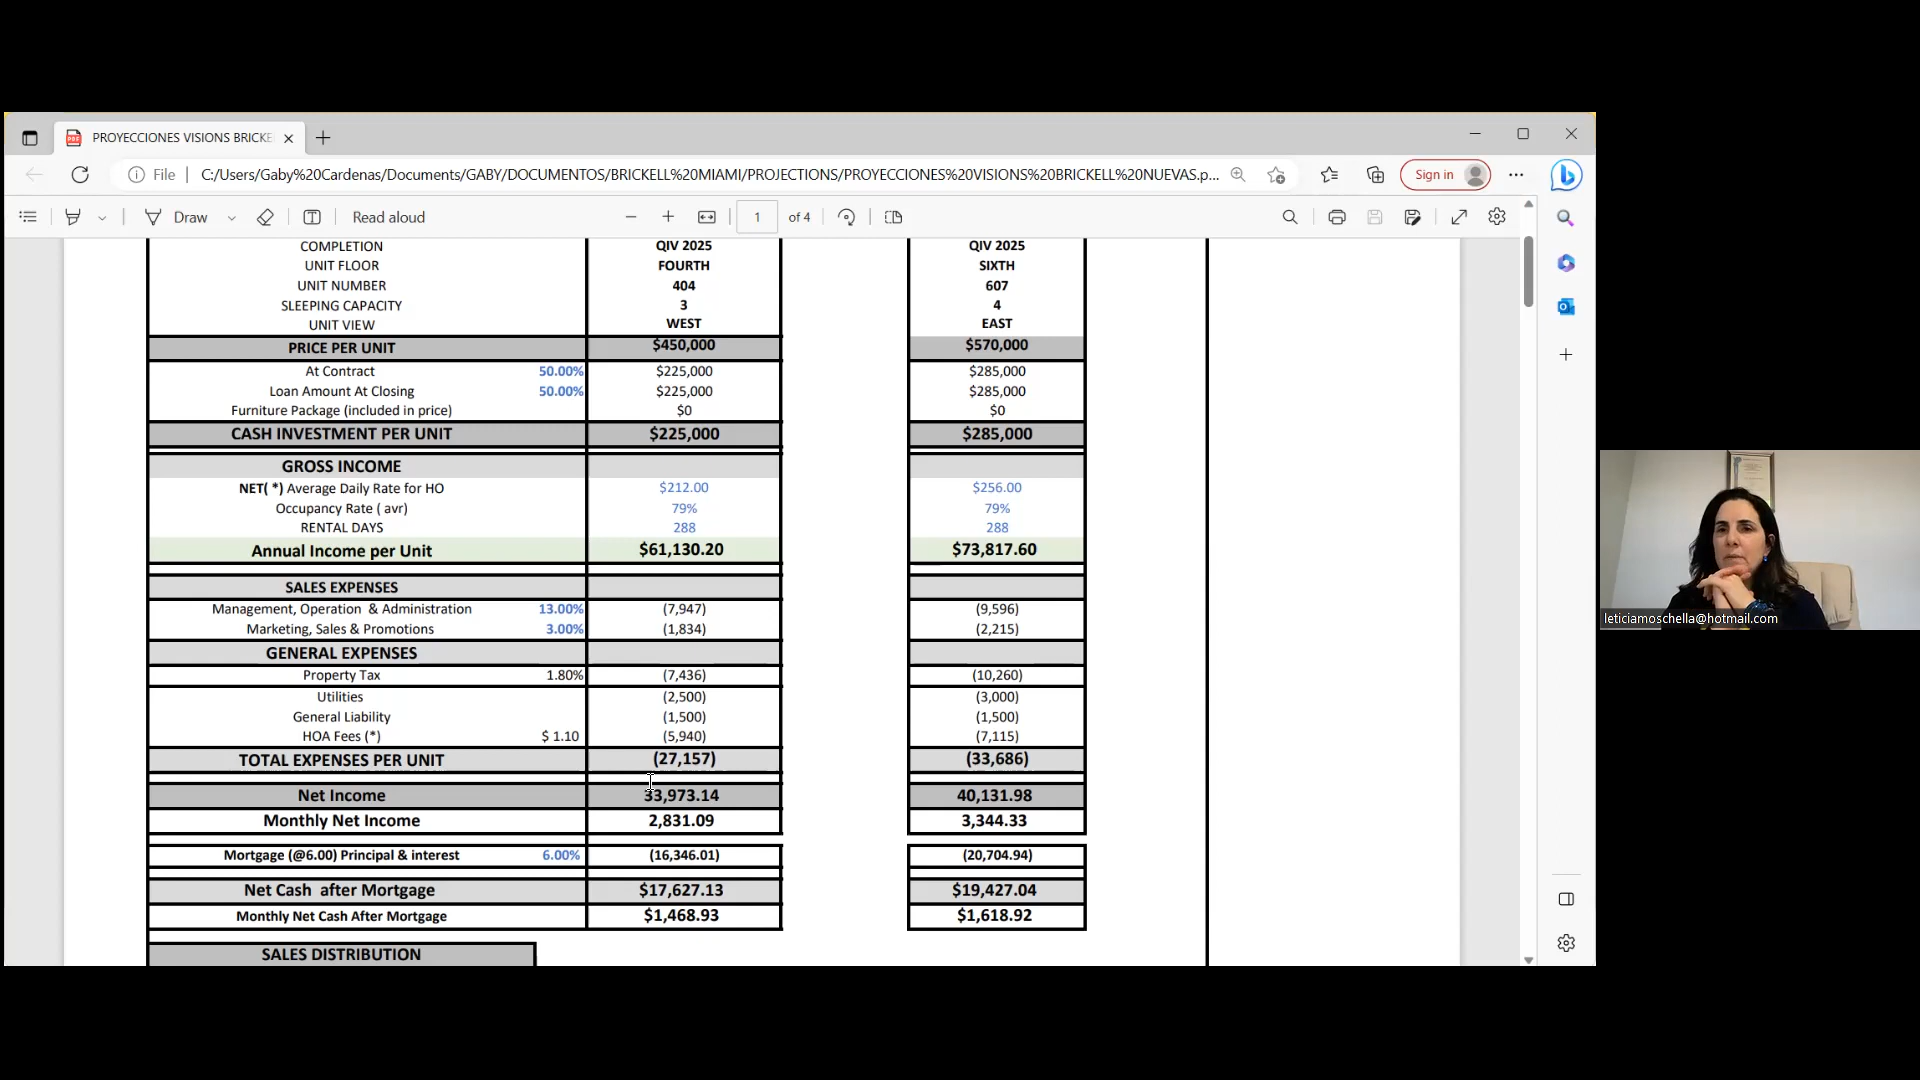 PROYECCIONES VISIONS BRICKE
File
C:/Users/Gaby%20Cardenas/Documents/GABY/DOCUMENTOS/BRICKELL%20MIAMI/PROJECTIONS/PROYECCIONES%20VISIONS%20BRICKELL%20NUEVAS.p...
Sign in
Draw
Read aloud
1 of 4
COMPLETION QIV 2025 QIV 2025
UNIT FLOOR FOURTH SIXTH
UNIT NUMBER 404 607
SLEEPING CAPACITY 3 4
UNIT VIEW WEST EAST
PRICE PER UNIT $450,000 $570,000
At Contract 50.00% $225,000 $285,000
Loan Amount At Closing 50.00% $225,000 $285,000
Furniture Package (included in price) $0 $0
CASH INVESTMENT PER UNIT $225,000 $285,000
GROSS INCOME
NET( *) Average Daily Rate for HO $212.00 $256.00
Occupancy Rate ( avr) 79% 79%
RENTAL DAYS 288 288
Annual Income per Unit $61,130.20 $73,817.60
SALES EXPENSES
Management, Operation & Administration 13.00% (7,947) (9,596)
Marketing, Sales & Promotions 3.00% (1,834) (2,215)
GENERAL EXPENSES
Property Tax 1.80% (7,436) (10,260)
Utilities (2,500) (3,000)
General Liability (1,500) (1,500)
HOA Fees (*) $ 1.10 (5,940) (7,115)
TOTAL EXPENSES PER UNIT (27,157) (33,686)
Net Income 33,973.14 40,131.98
Monthly Net Income 2,831.09 3,344.33
Mortgage (@6.00) Principal & interest 6.00% (16,346.01) (20,704.94)
Net Cash after Mortgage $17,627.13 $19,427.04
Monthly Net Cash After Mortgage $1,468.93 $1,618.92
SALES DISTRIBUTION
leticiamoschella@hotmail.com